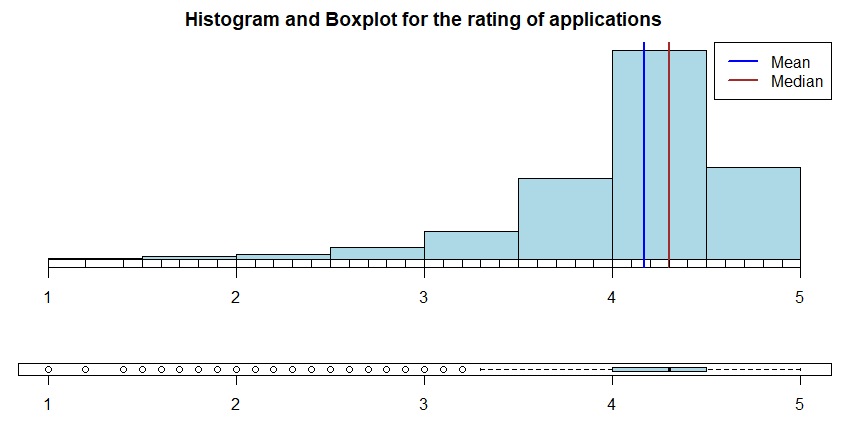 Histogram and Boxplot for the rating of applications
Mean
Median
1 2 3 4 5
1 2 3 4 5